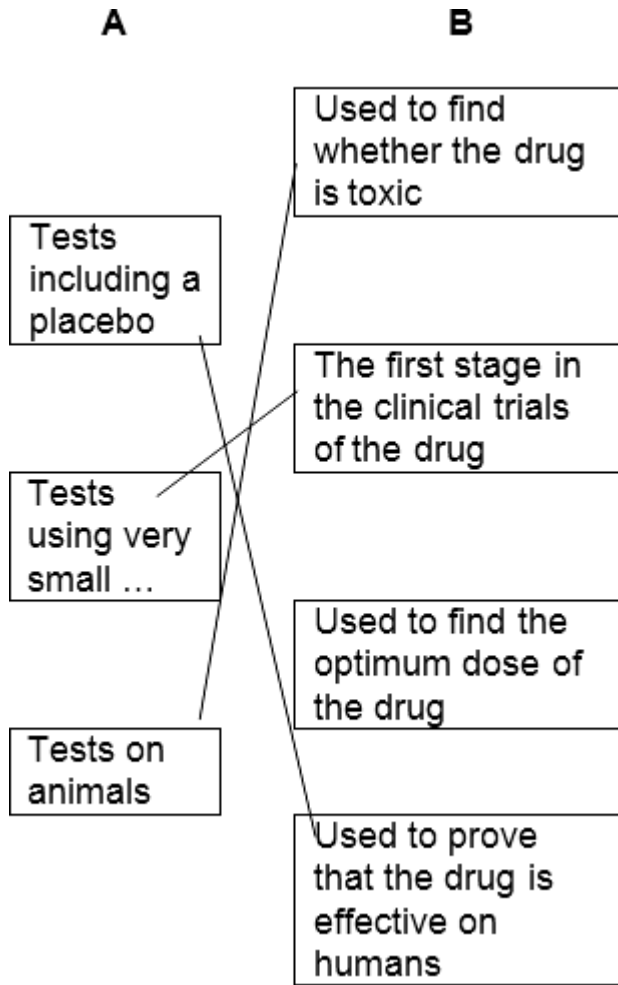 A
B
Tests
including a
placebo
Tests
using very
small …
Tests on
animals
Used to find
whether the drug
is toxic
The first stage in
the clinical trials
of the drug
Used to find the
optimum dose of
the drug
Used to prove
that the drug is
effective on
humans